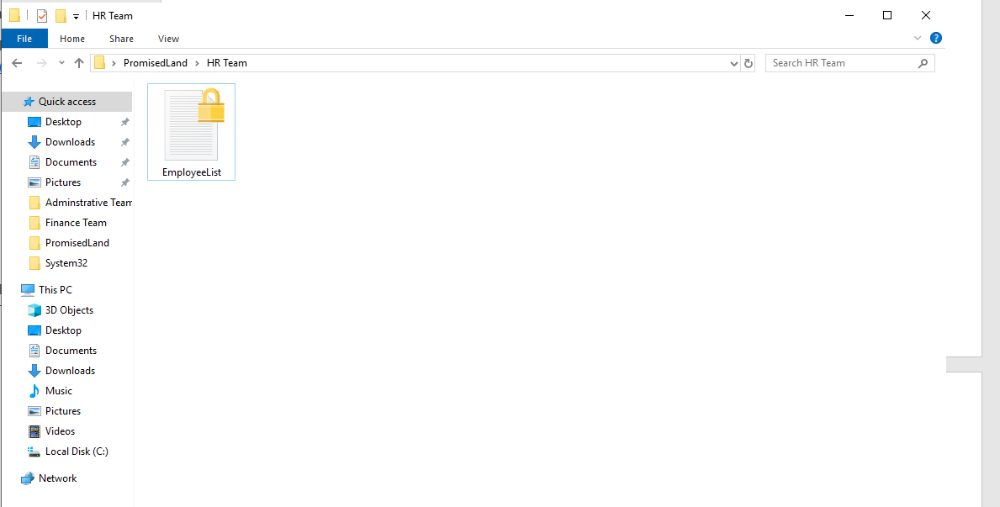 HR Team
File Home Share View
?
PromisedLand > HR Team
Search HR Team
Quick access
Desktop
Downloads
Documents
Pictures
Adminstrative Team
Finance Team
PromisedLand
System32
This PC
3D Objects
Desktop
Documents
Downloads
Music
Pictures
Videos
Local Disk (C:)
Network
EmployeeList